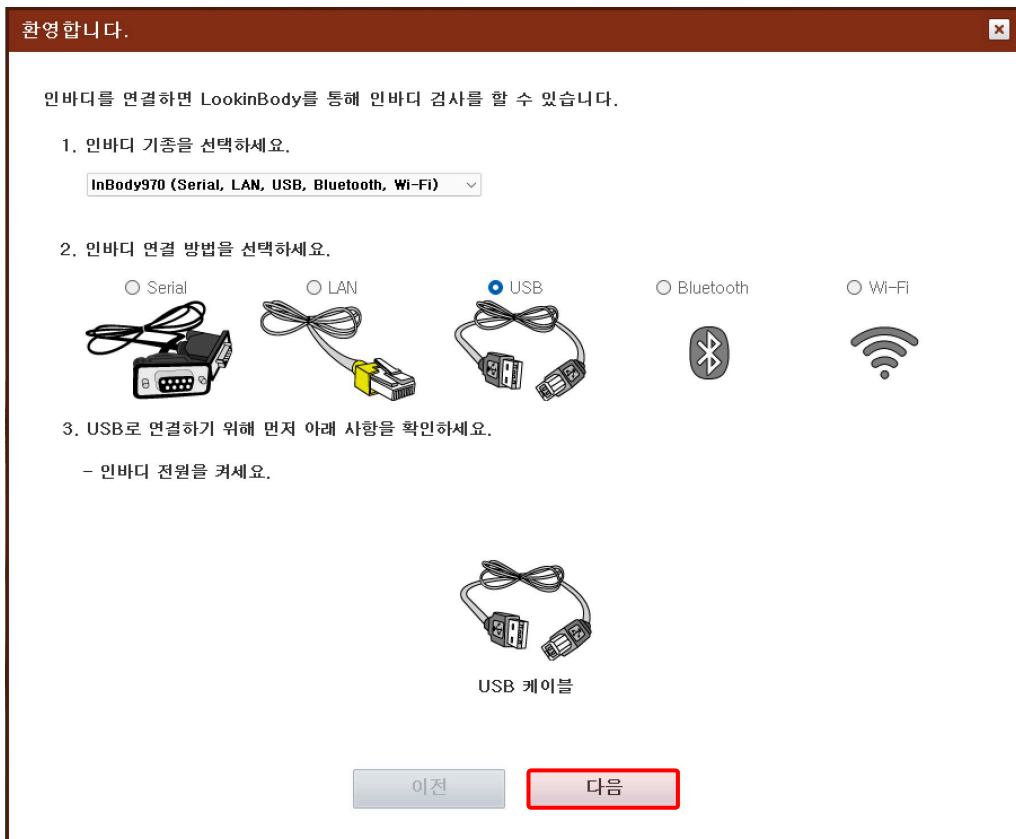 환영합니다.
인바디를 연결하면 LookinBody를 통해 인바디 검사를 할 수 있습니다.
1. 인바디 기종을 선택하세요.
InBody970 (Serial, LAN, USB, Bluetooth, Wi-Fi)
2. 인바디 연결 방법을 선택하세요.
Serial LAN USB Bluetooth Wi-Fi
3. USB로 연결하기 위해 먼저 아래 사항을 확인하세요.
- 인바디 전원을 켜세요.
USB 케이블
이전 다음